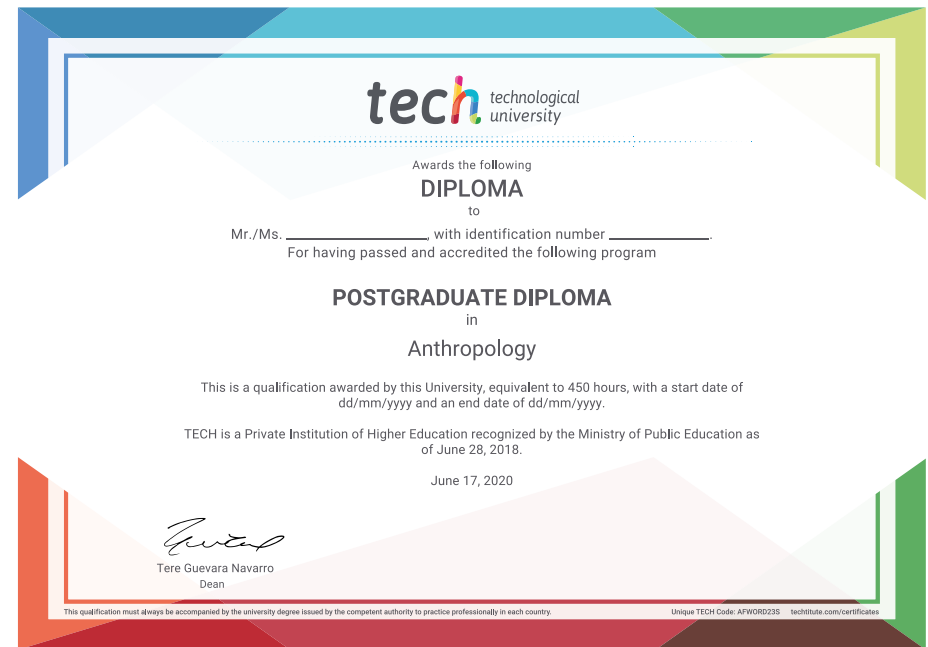 tech technological
university
Awards the following
DIPLOMA
to
Mr./Ms. ____________________, with identification number ______________.
For having passed and accredited the following program
POSTGRADUATE DIPLOMA
in
Anthropology
This is a qualification awarded by this University, equivalent to 450 hours, with a start date of
dd/mm/yyyy and an end date of dd/mm/yyyy.
TECH is a Private Institution of Higher Education recognized by the Ministry of Public Education as
of June 28, 2018.
June 17, 2020
Tere Guevara Navarro
Dean
This qualification must always be accompanied by the university degree issued by the competent authority to practice professionally in each country.
Unique TECH Code: AFWORD23S techtitute.com/certificates